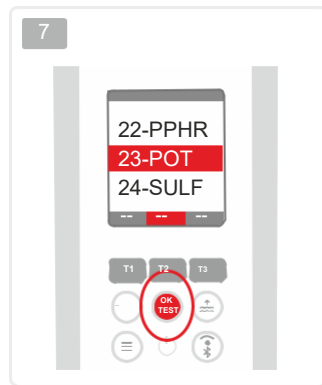 7
22-PPHR
23-POT
24-SULF
-- -- --
T1 T2 T3
OK
TEST